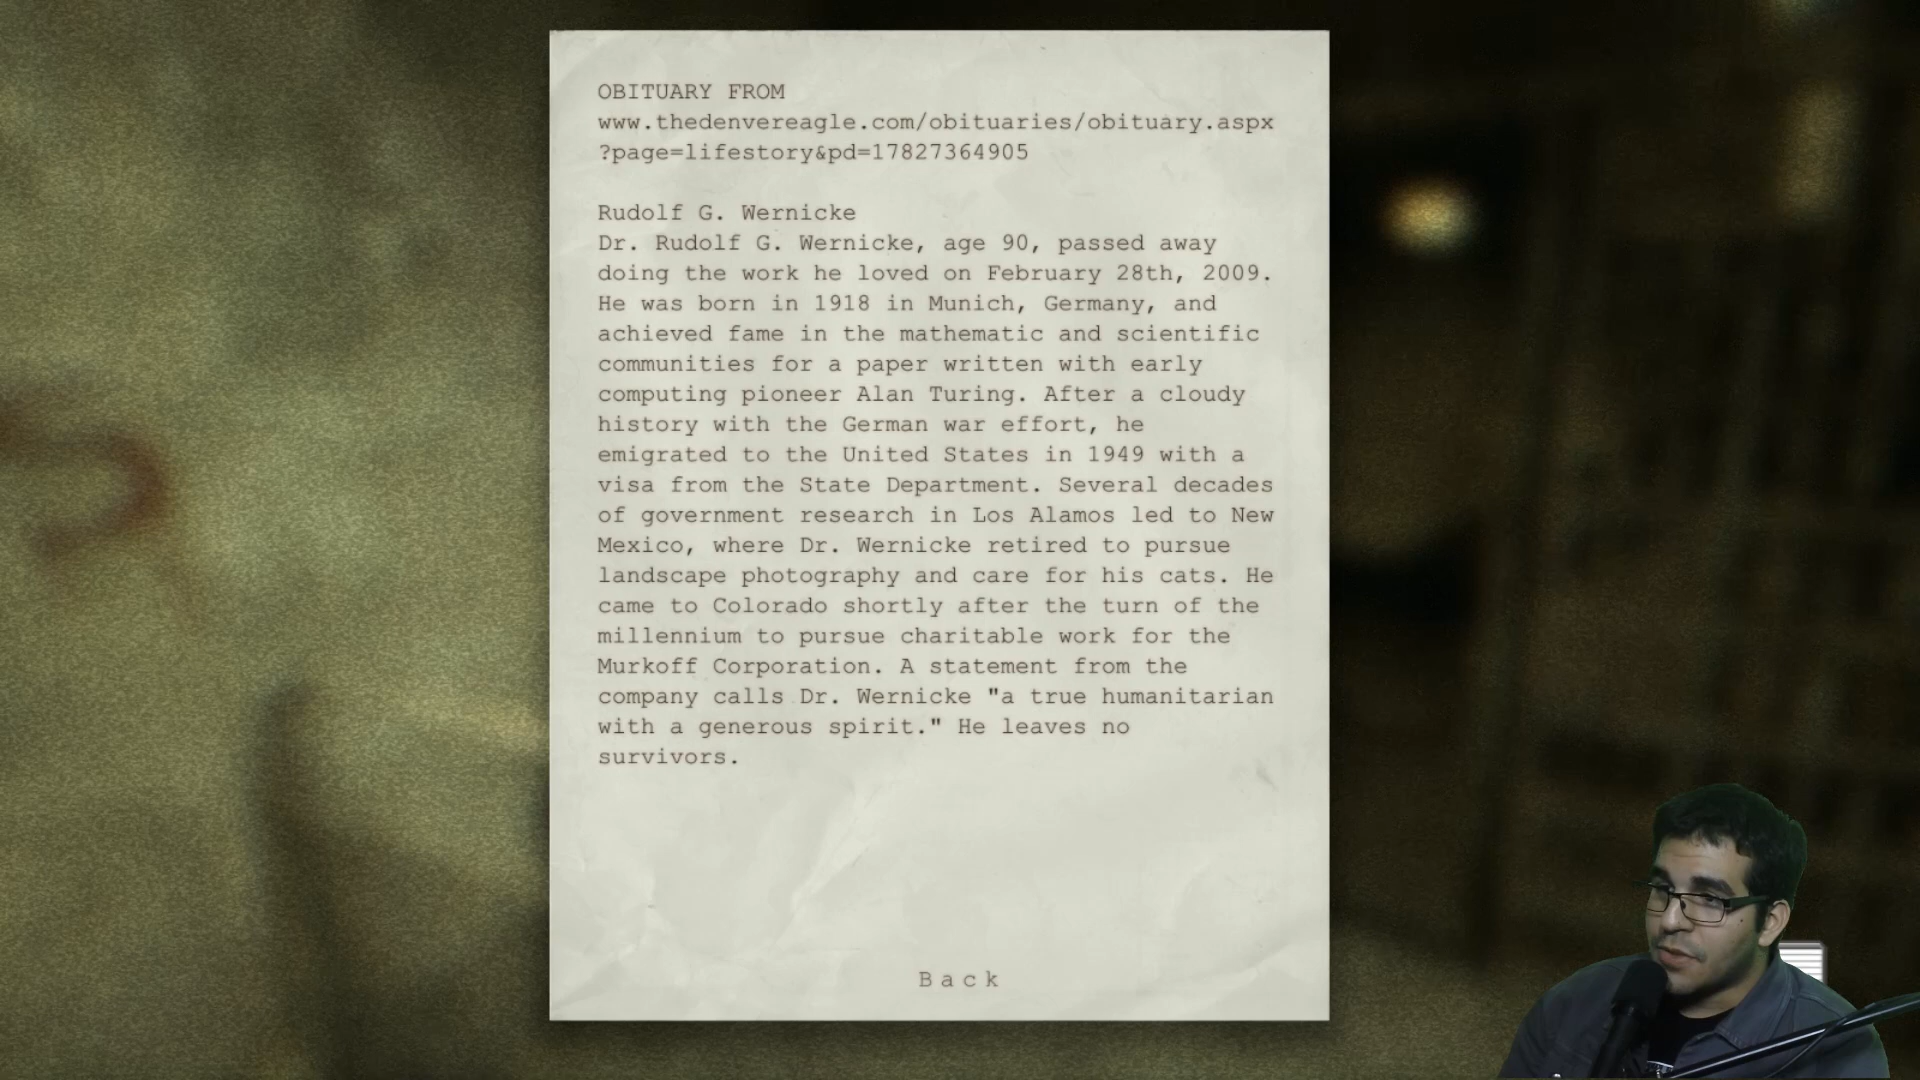 OBITUARY FROM
www.thedenvereagle.com/obituaries/obituary.aspx
?page=lifestory&pd=17827364905
Rudolf G. Wernicke
Dr. Rudolf G. Wernicke, age 90, passed away
doing the work he loved on February 28th, 2009.
He was born in 1918 in Munich, Germany, and
achieved fame in the mathematic and scientific
communities for a paper written with early
computing pioneer Alan Turing. After a cloudy
history with the German war effort, he
emigrated to the United States in 1949 with a
visa from the State Department. Several decades
of government research in Los Alamos led to New
Mexico, where Dr. Wernicke retired to pursue
landscape photography and care for his cats. He
came to Colorado shortly after the turn of the
millennium to pursue charitable work for the
Murkoff Corporation. A statement from the
company calls Dr. Wernicke "a true humanitarian
with a generous spirit." He leaves no
survivors.
Back